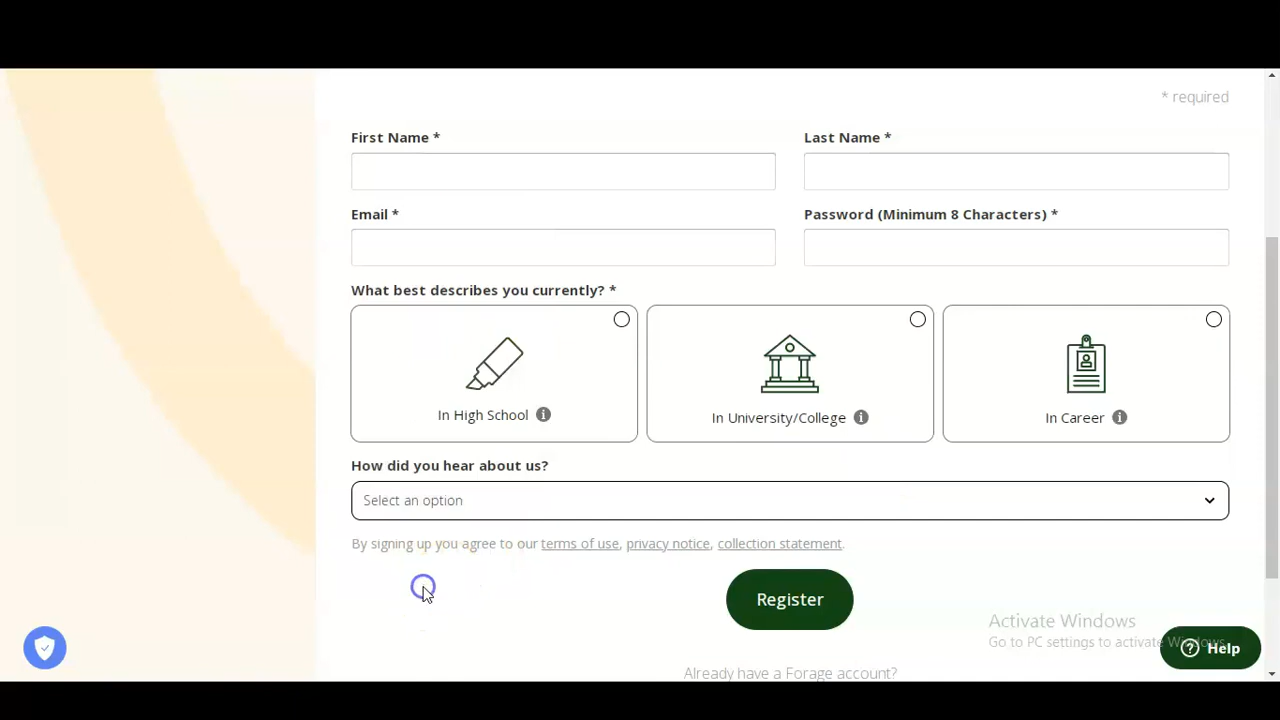 * required
First Name *
Last Name *
Email *
Password (Minimum 8 Characters) *
What best describes you currently? *
In High School
In University/College
In Career
How did you hear about us?
Select an option
By signing up you agree to our terms of use, privacy notice, collection statement.
Register
Activate Windows
Go to PC settings to activate Windows.
Help
Already have a Forage account?